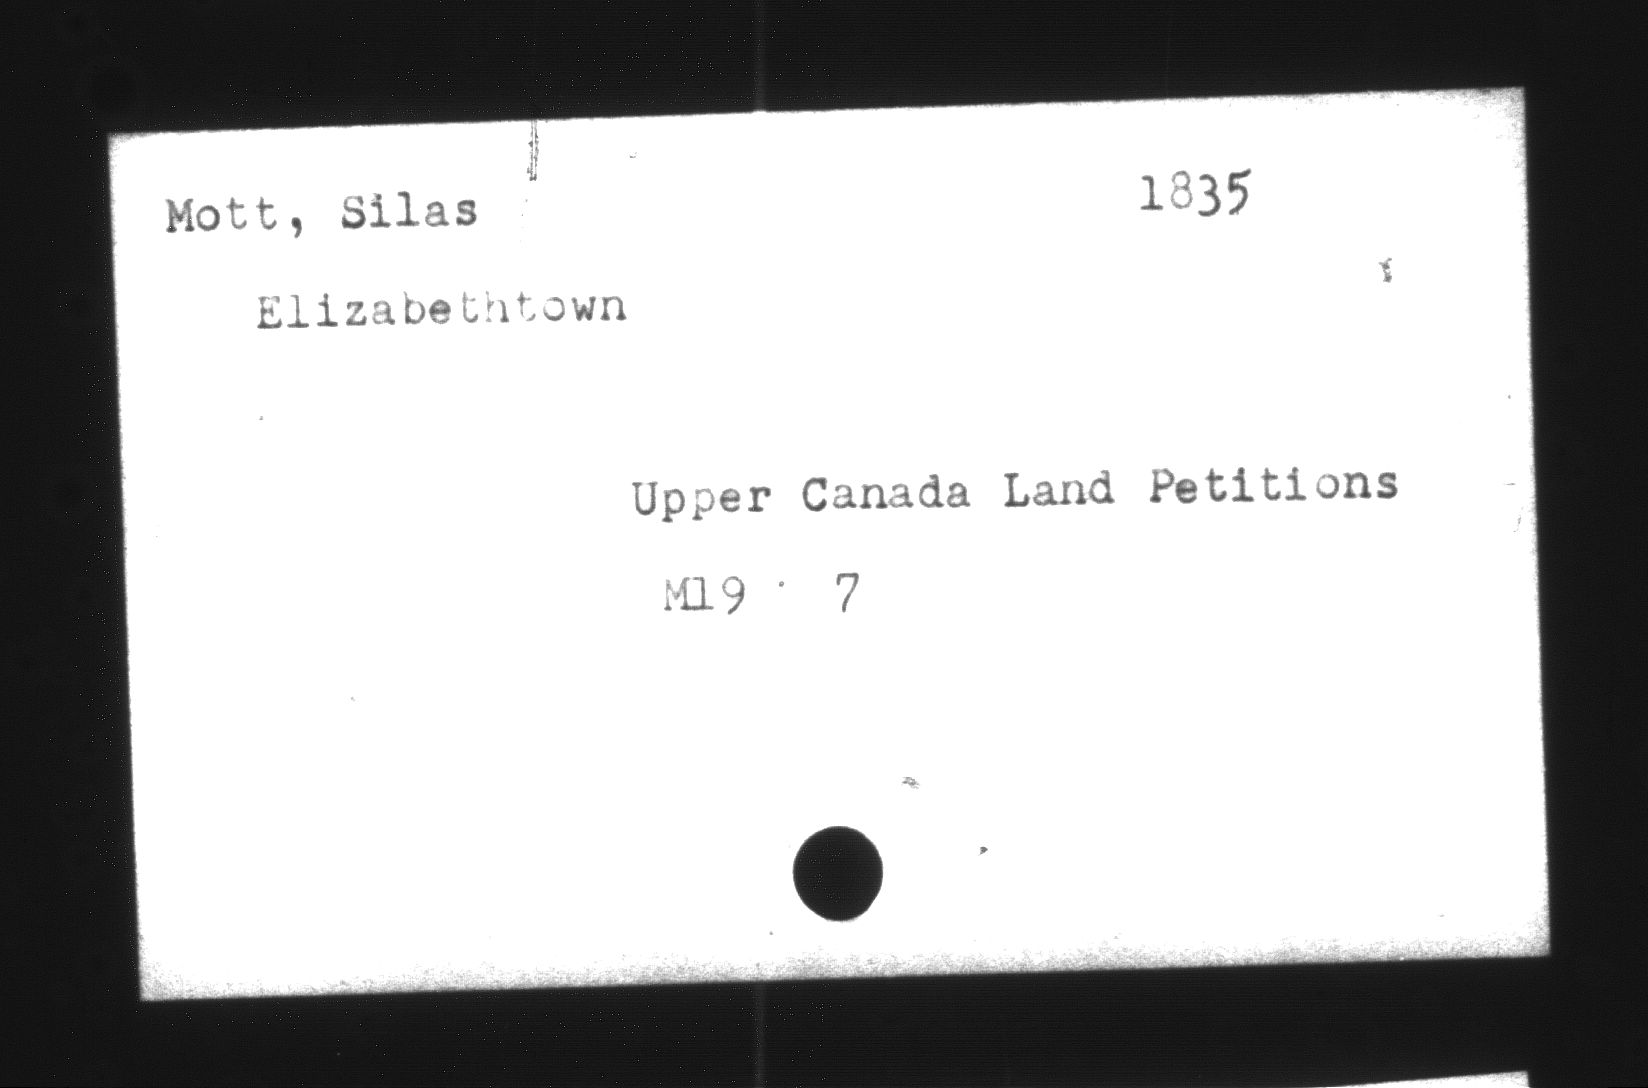 Mott, Silas 1835
Elizabethtown
Upper Canada Land Petitions
M19 7